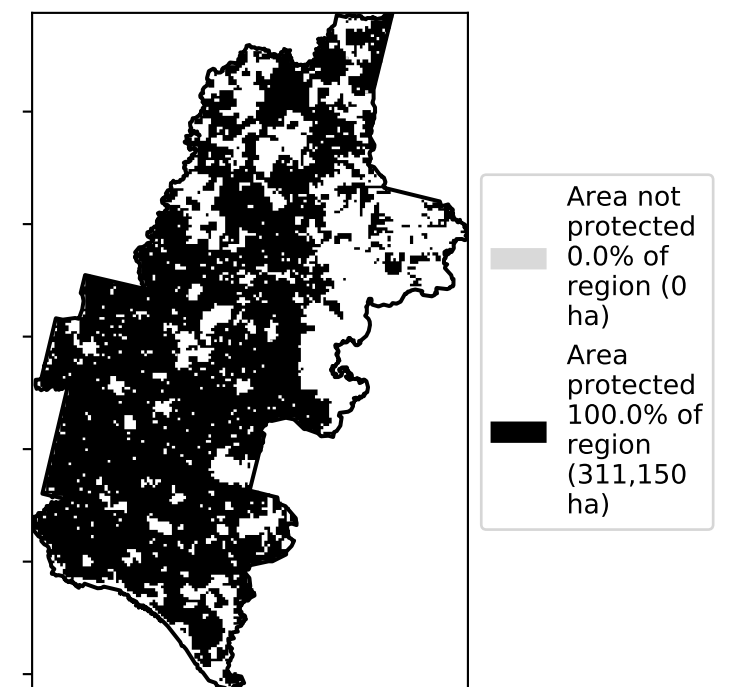 Area not
protected
0.0% of
region (0
ha)
Area
protected
100.0% of
region
(311,150
ha)